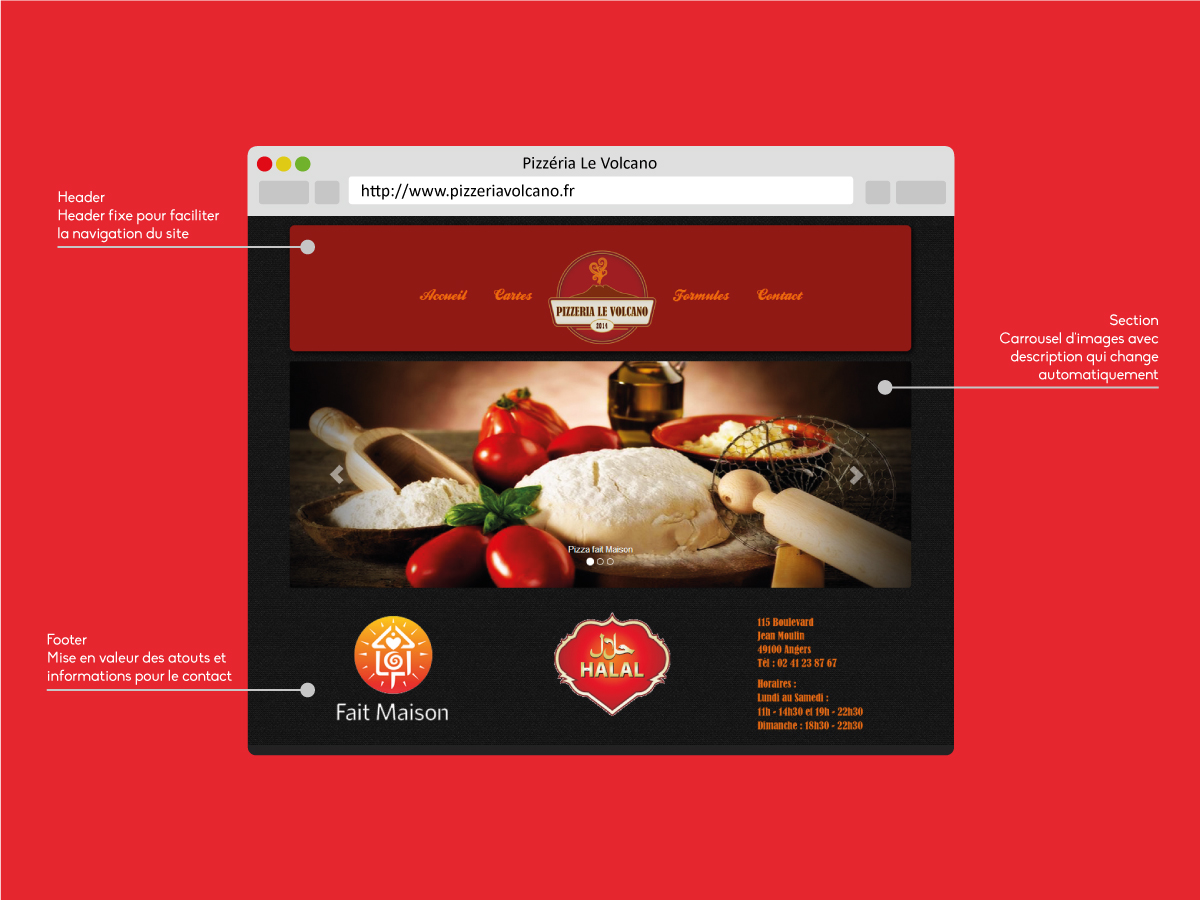 Pizzéria Le Volcano
http://www.pizzeriavolcano.fr
Header
Header fixe pour faciliter
la navigation du site
Accueil
Cartes
PIZZERIA LE VOLCANO
2014
Formules
Contact
Section
Carrousel d'images avec
description qui change
automatiquement
Pizza fait Maison
Footer
Mise en valeur des atouts et
informations pour le contact
Fait Maison
حلال
HALAL
115 Boulevard
Jean Moulin
49100 Angers
Tél : 02 41 23 87 67
Horaires :
Lundi au Samedi :
11h - 14h30 et 19h - 22h30
Dimanche : 18h30 - 22h30